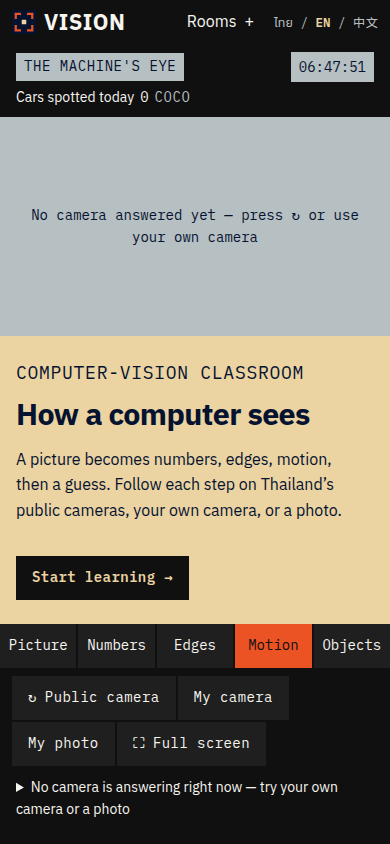 VISION Rooms + ไทย / EN / 中文
THE MACHINE'S EYE 06:47:51
Cars spotted today 0 COCO
No camera answered yet — press ↻ or use
your own camera
COMPUTER-VISION CLASSROOM
How a computer sees
A picture becomes numbers, edges, motion,
then a guess. Follow each step on Thailand’s
public cameras, your own camera, or a photo.
Start learning →
Picture Numbers Edges Motion Objects
↻ Public camera My camera
My photo ⛶ Full screen
▶ No camera is answering right now — try your own
camera or a photo